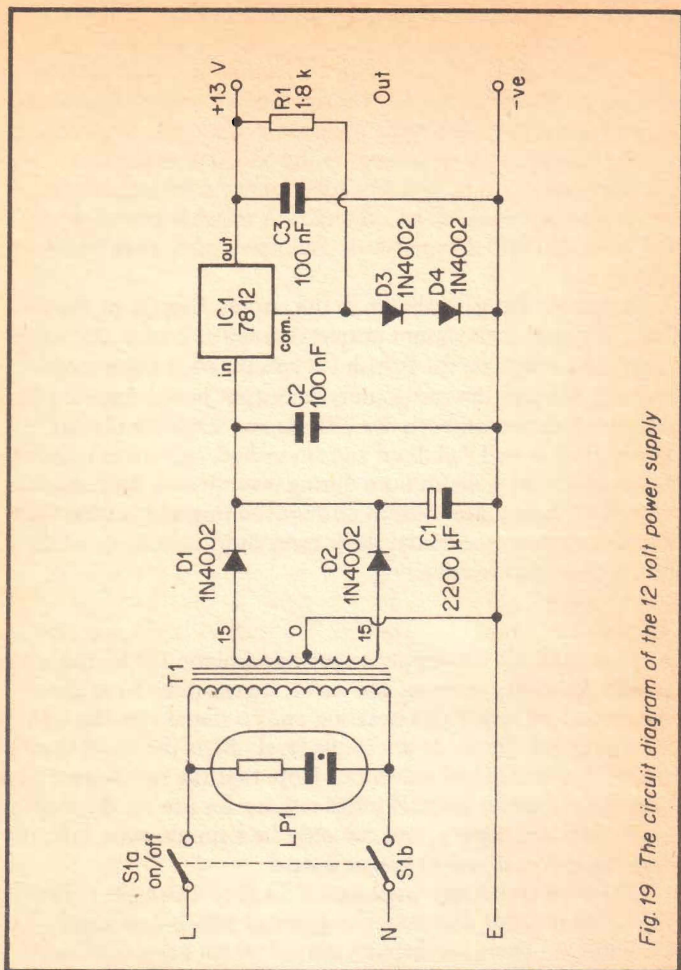 S1a
on/off
L
N
E
S1b
LP1
T1
15
0
15
D1
1N4002
D2
1N4002
C1
2200 µF
C2
100 nF
in
IC1
7812
out
com.
C3
100 nF
D3
1N4002
D4
1N4002
+13 V
R1
1·8 k
Out
-ve
Fig. 19 The circuit diagram of the 12 volt power supply